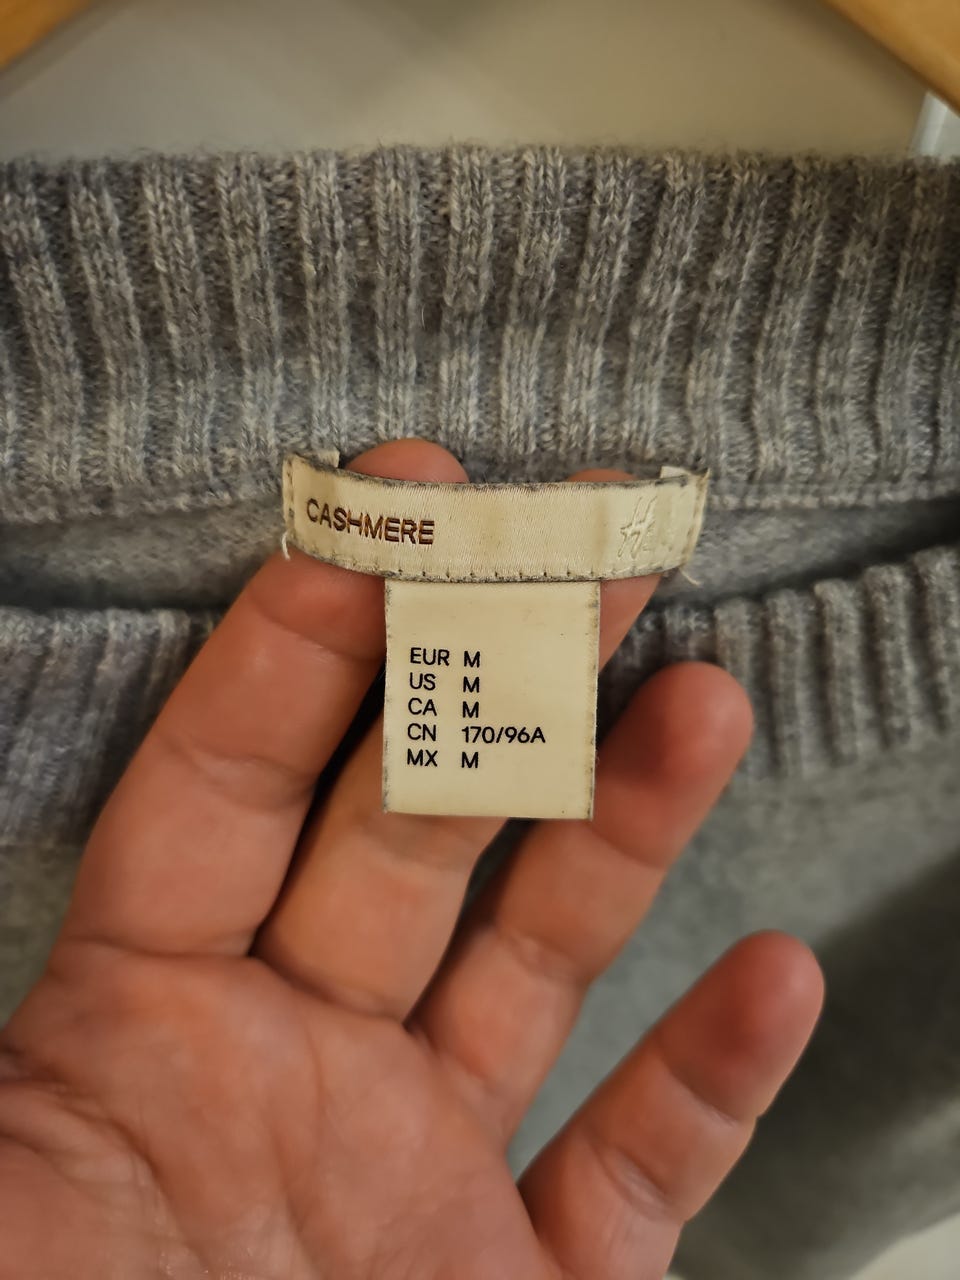 CASHMERE
EUR M
US M
CA M
CN 170/96A
MX M